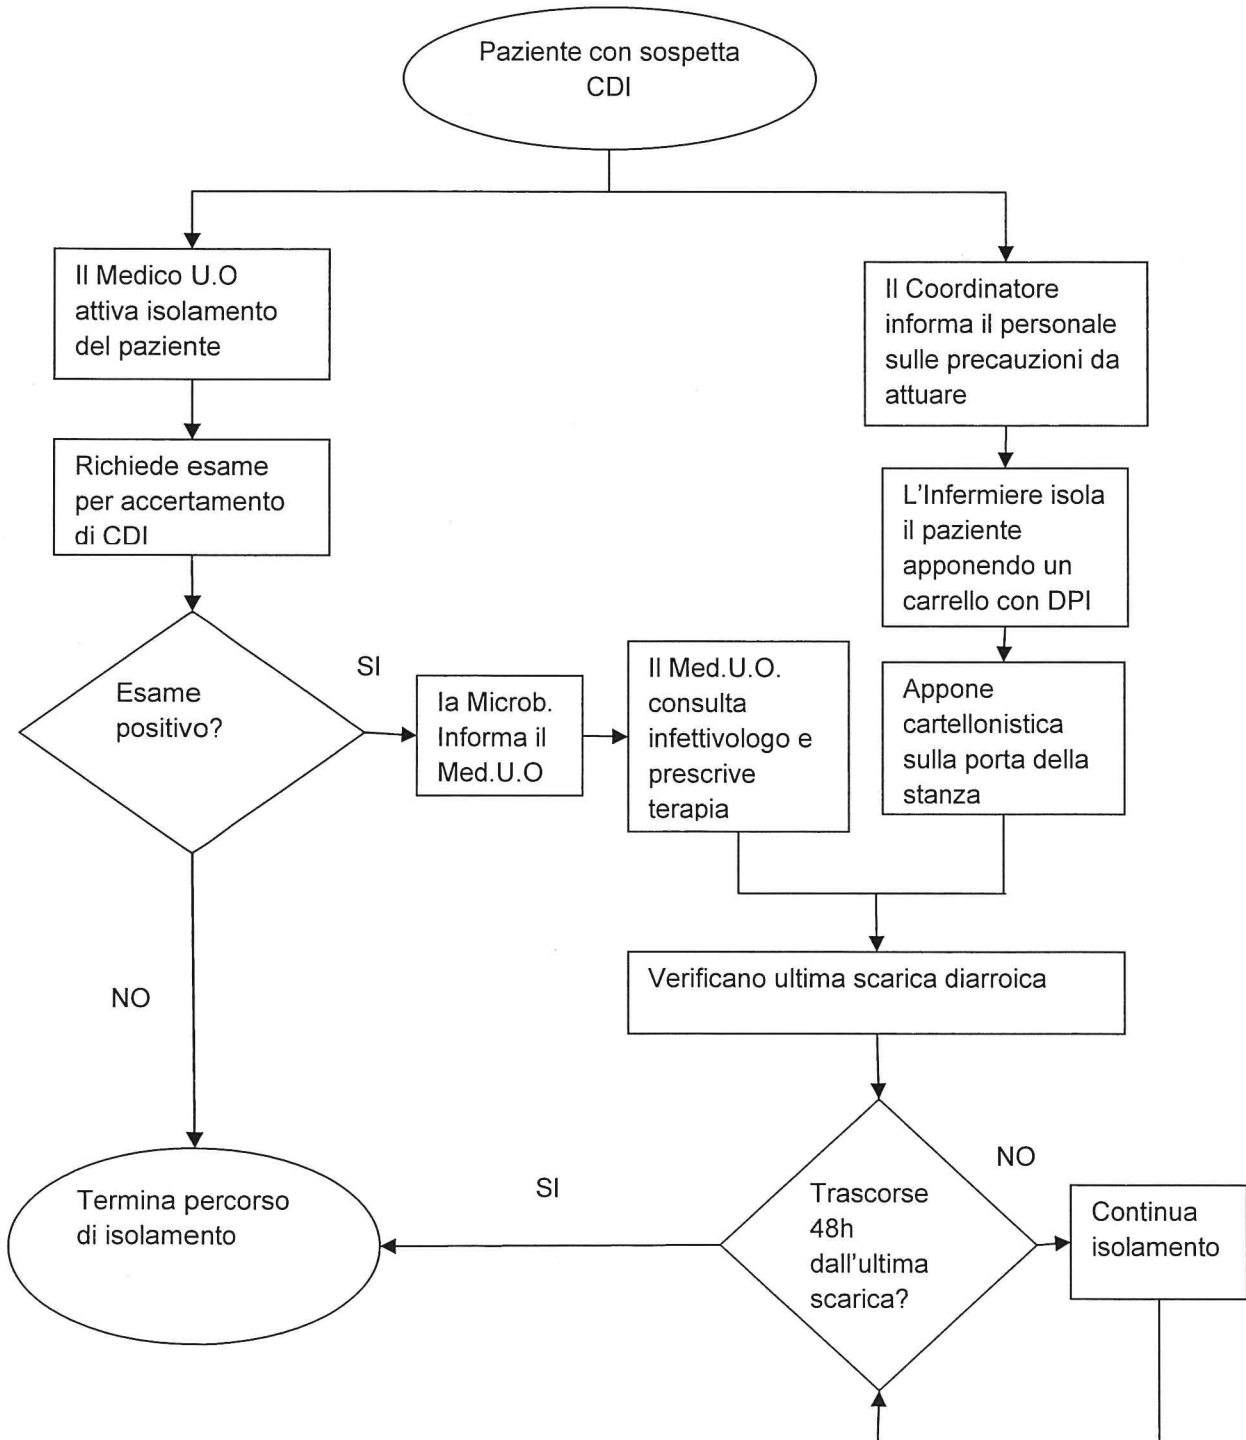 Paziente con sospetta
CDI
Il Medico U.O
attiva isolamento
del paziente
Il Coordinatore
informa il personale
sulle precauzioni da
attuare
Richiede esame
per accertamento
di CDI
L'Infermiere isola
il paziente
apponendo un
carrello con DPI
Esame
positivo?
SI
la Microb.
Informa il
Med.U.O
Il Med.U.O.
consulta
infettivologo e
prescrive
terapia
Appone
cartellonistica
sulla porta della
stanza
Verificano ultima scarica diarroica
NO
Trascorse
48h
dall'ultima
scarica?
NO
Continua
isolamento
SI
Termina percorso
di isolamento